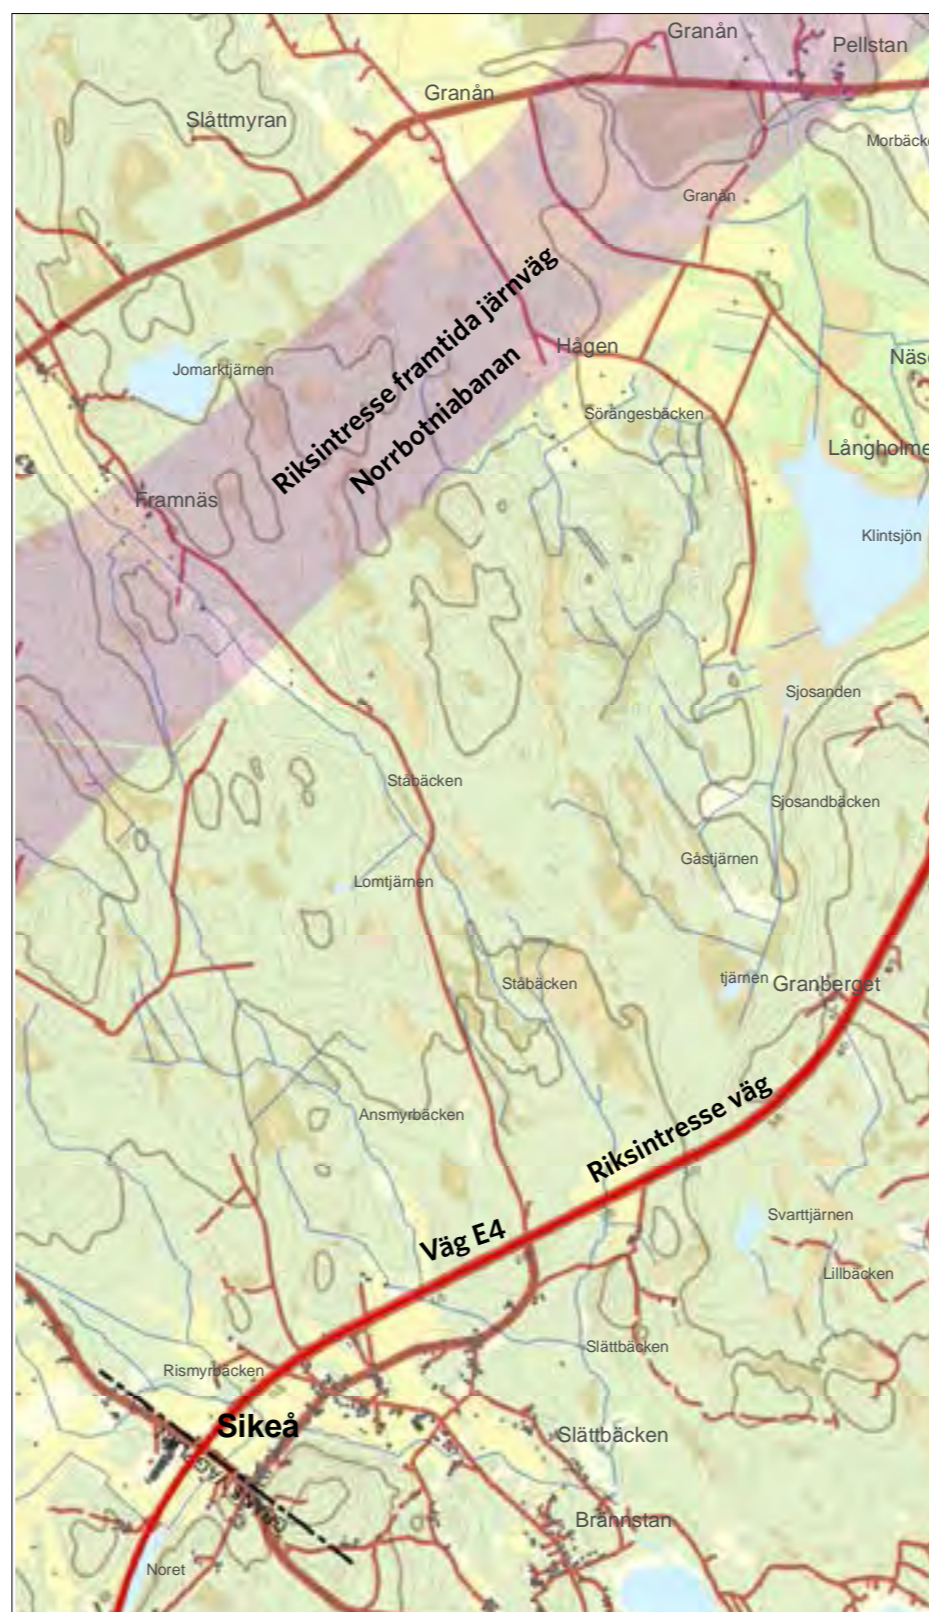 Granån
Pellstan
Granån
Slåttmyran
Morbäck
Granån
Riksintresse framtida järnväg
Norrbotniabanan
Hågen
Näs
Jomarktjärnen
Sörängesbäcken
Långholme
Framnäs
Klintsjön
Sjosanden
Ståbäcken
Sjosandbäcken
Gåstjärnen
Lomtjärnen
Ståbäcken
tjärnen
Granberget
Ansmyrbäcken
Riksintresse väg
Svarttjärnen
Väg E4
Lillbäcken
Slättbäcken
Rismyrbäcken
Sikeå
Slättbäcken
Brännstan
Noret